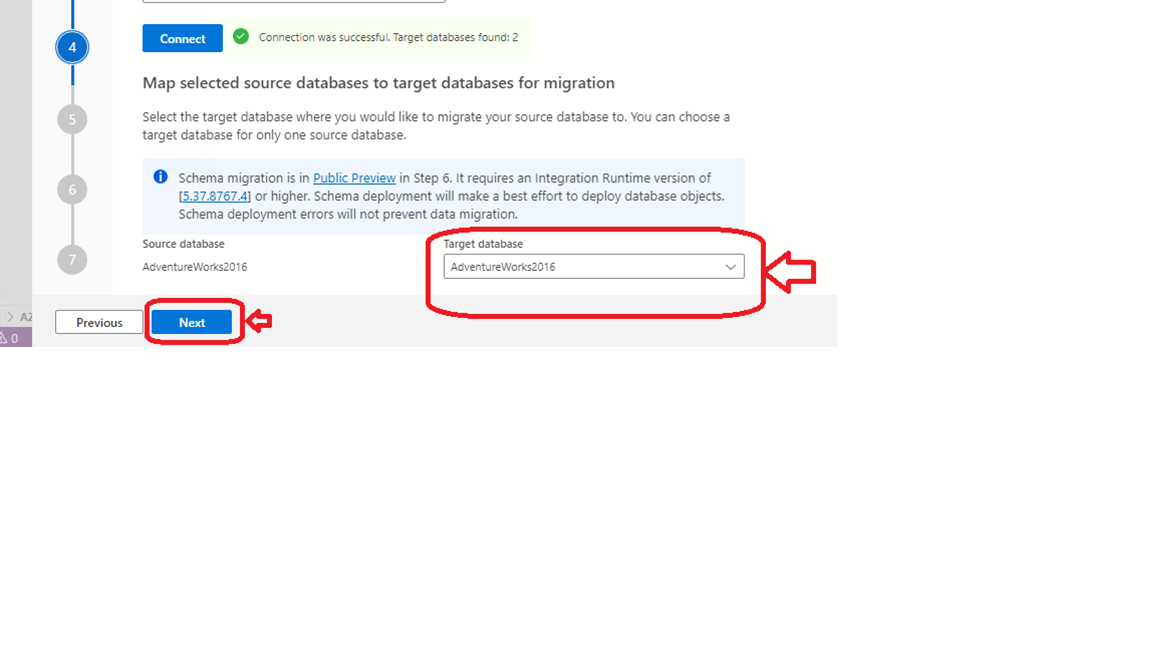 4
Connect
Connection was successful. Target databases found: 2
Map selected source databases to target databases for migration
5
Select the target database where you would like to migrate your source database to. You can choose a
target database for only one source database.
6
Schema migration is in Public Preview in Step 6. It requires an Integration Runtime version of
[5.37.8767.4] or higher. Schema deployment will make a best effort to deploy database objects.
Schema deployment errors will not prevent data migration.
7
Source database
Target database
AdventureWorks2016
AdventureWorks2016
AZ
0
Previous
Next